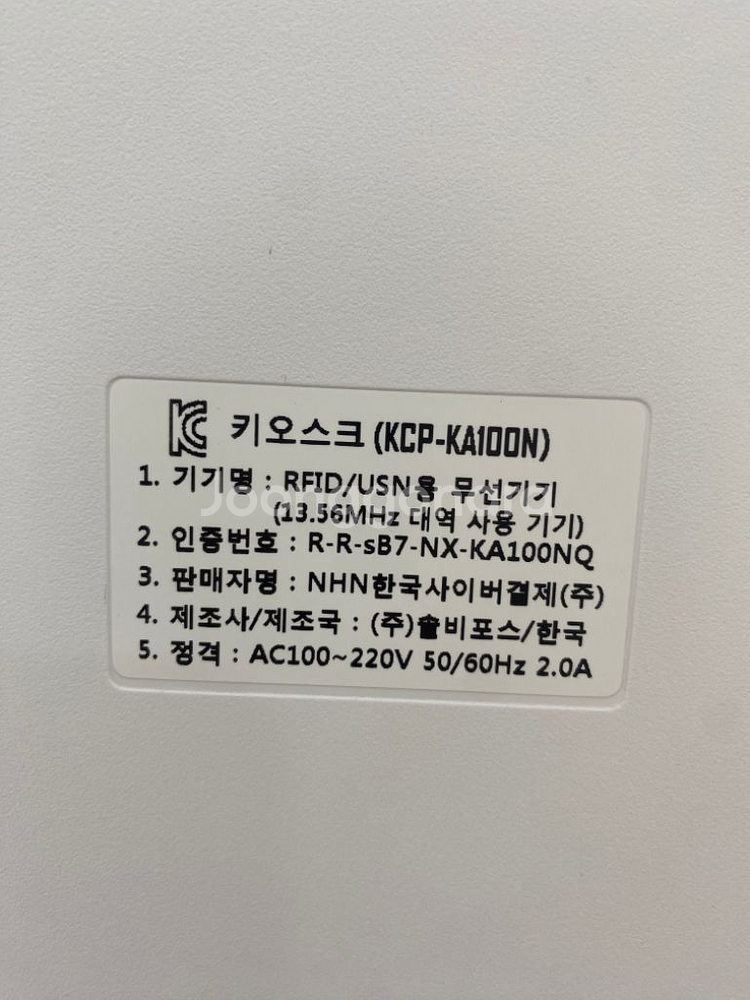 KC 키오스크 (KCP-KA100N)
1. 기기명 : RFID/USN용 무선기기
(13.56MHz 대역 사용 기기)
2. 인증번호 : R-R-sB7-NX-KA100NQ
3. 판매자명 : NHN한국사이버결제(주)
4. 제조사/제조국 : (주)솔비포스/한국
5. 정격 : AC100~220V 50/60Hz 2.0A